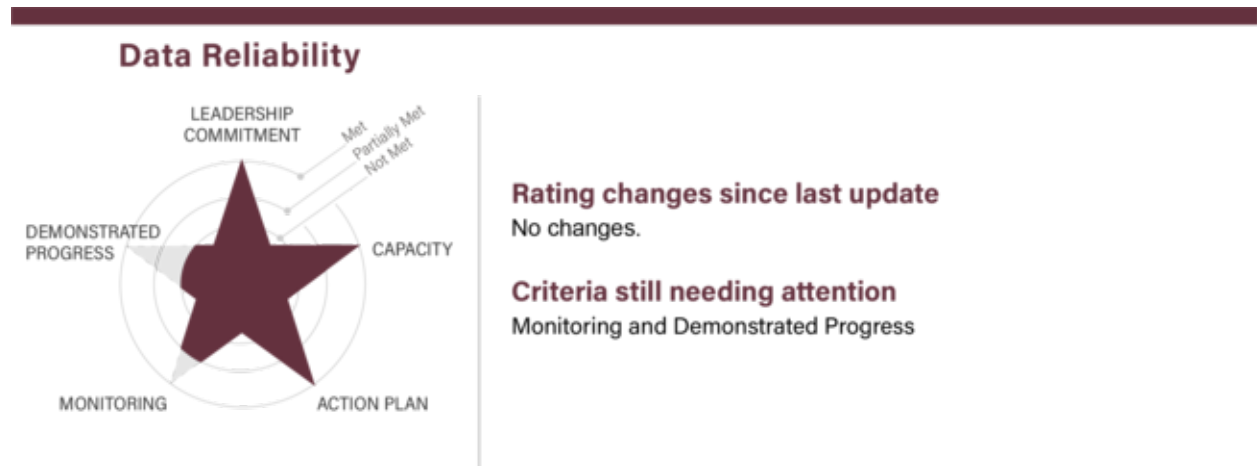 Data Reliability
LEADERSHIP
COMMITMENT
Met
Partially Met
Not Met
DEMONSTRATED
PROGRESS
CAPACITY
MONITORING
ACTION PLAN
Rating changes since last update
No changes.
Criteria still needing attention
Monitoring and Demonstrated Progress